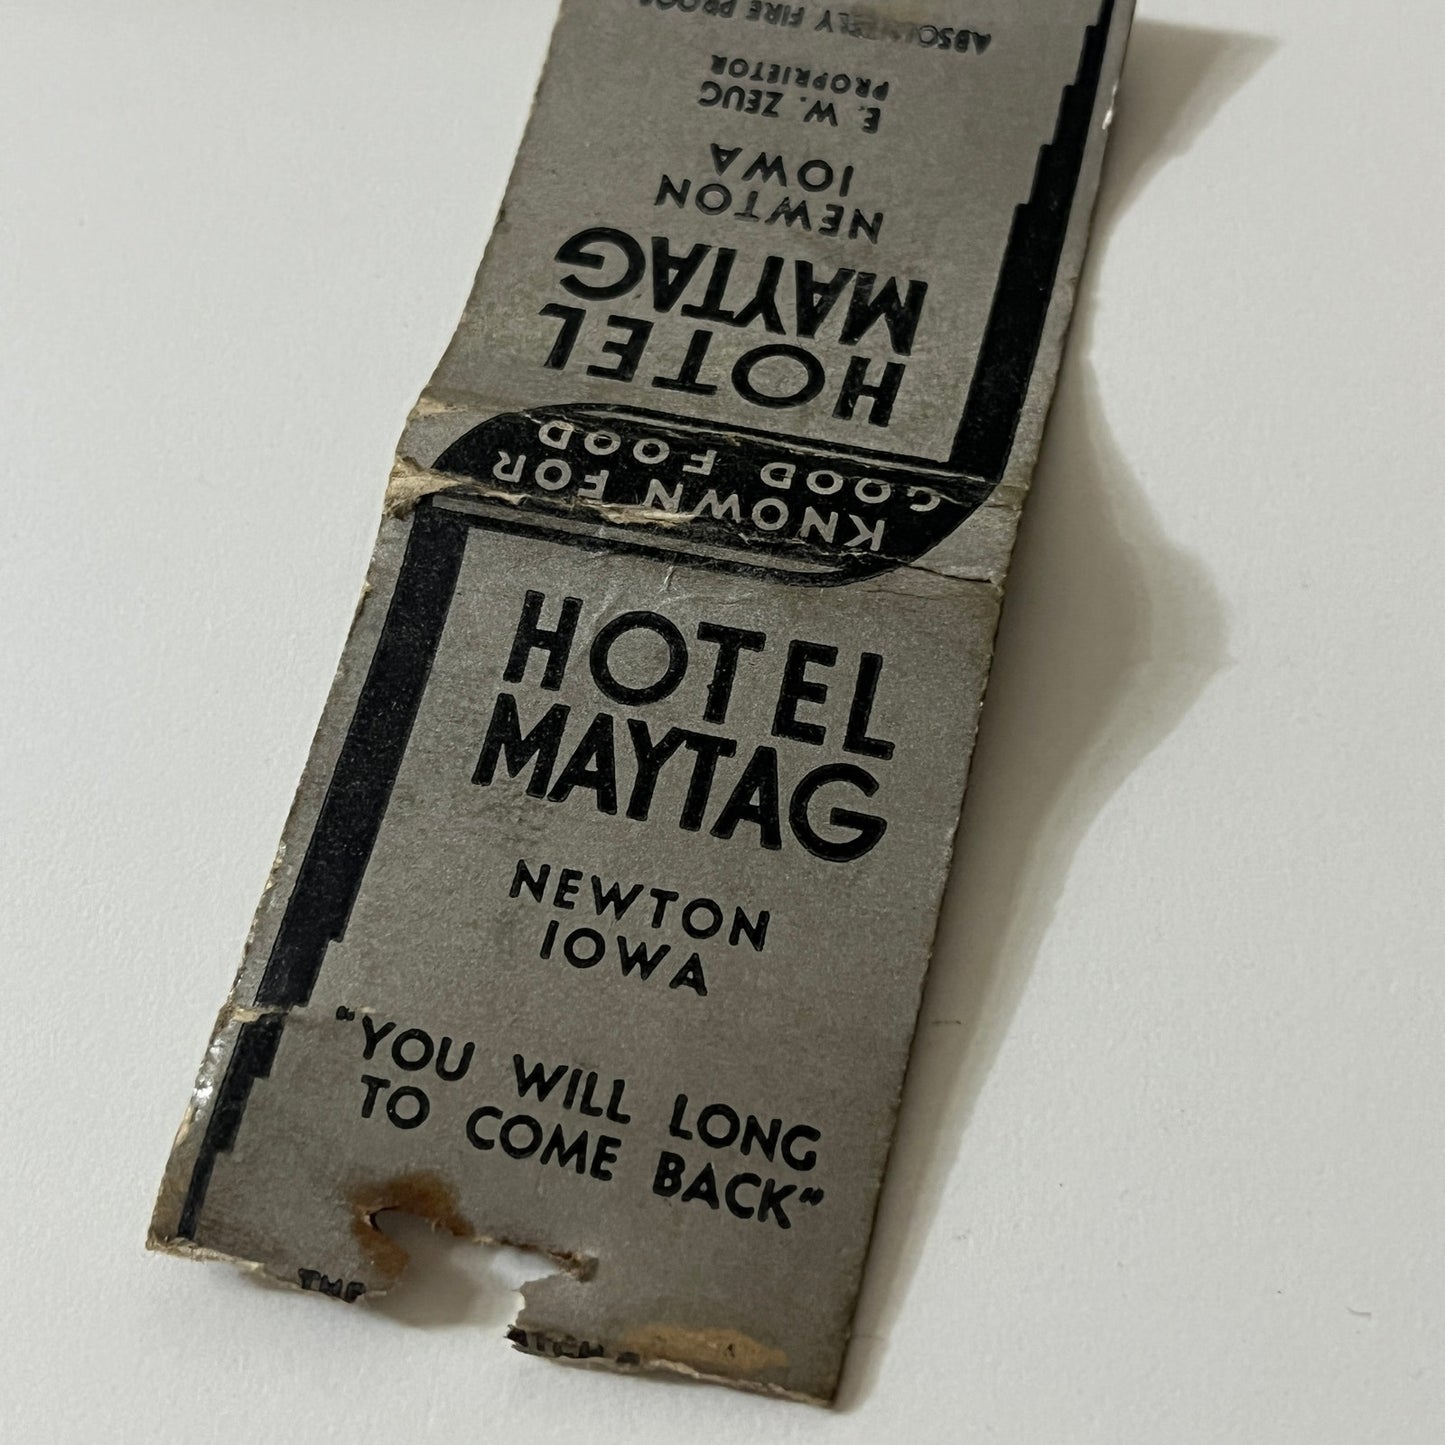 HOTEL
MAYTAG
NEWTON
IOWA
"YOU WILL LONG
TO COME BACK"
THE
KNOWN FOR
GOOD FOOD
HOTEL
MAYTAG
NEWTON
IOWA
E. W. ZEUG
PROPRIETOR
ABSOLUTELY FIRE PROOF